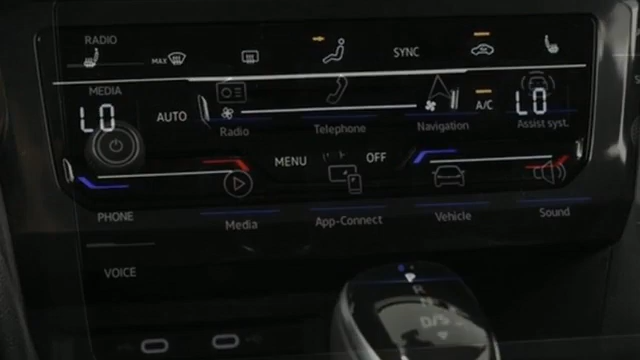 RADIO
MAX SYNC
MEDIA
LO AUTO A/C LO
Radio Telephone Navigation Assist syst.
MENU OFF
PHONE Media App-Connect Vehicle Sound
VOICE
R
N
D/S